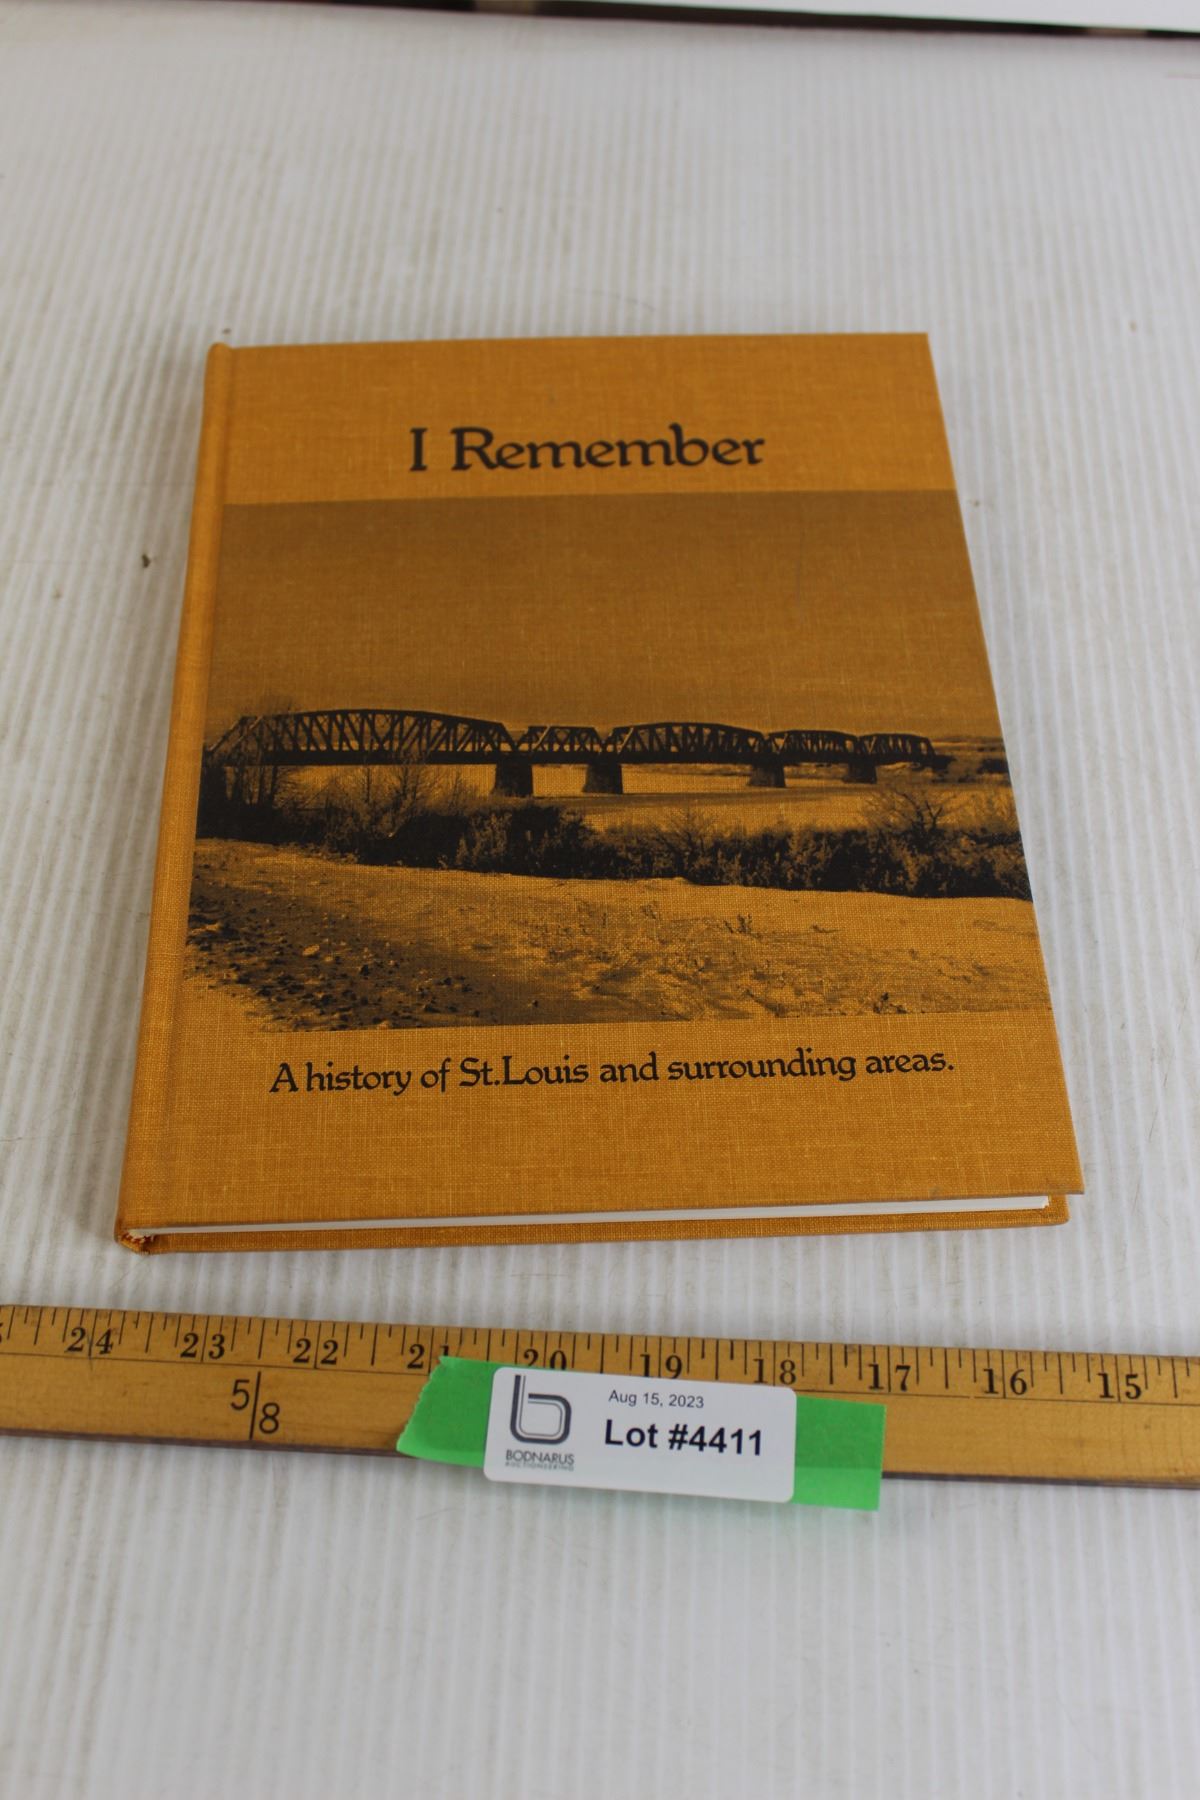 I Remember
A history of St. Louis and surrounding areas.
24 23 22 21 20 19 18 17 16 15
5/8
Aug 15, 2023
Lot #4411
BODNARUS
AUCTIONEERING